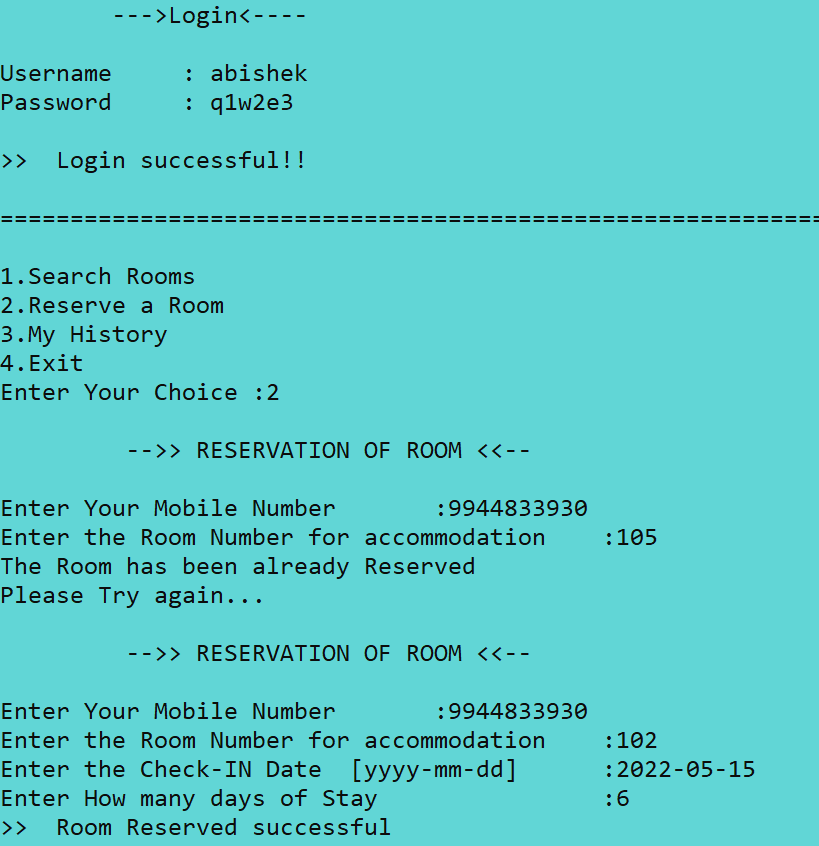 --->Login<----
Username     : abishek
Password     : q1w2e3
>>  Login successful!!
===========================================================
1.Search Rooms
2.Reserve a Room
3.My History
4.Exit
Enter Your Choice :2
-->> RESERVATION OF ROOM <<--
Enter Your Mobile Number       :9944833930
Enter the Room Number for accommodation    :105
The Room has been already Reserved
Please Try again...
-->> RESERVATION OF ROOM <<--
Enter Your Mobile Number       :9944833930
Enter the Room Number for accommodation    :102
Enter the Check-IN Date  [yyyy-mm-dd]      :2022-05-15
Enter How many days of Stay                :6
>>  Room Reserved successful